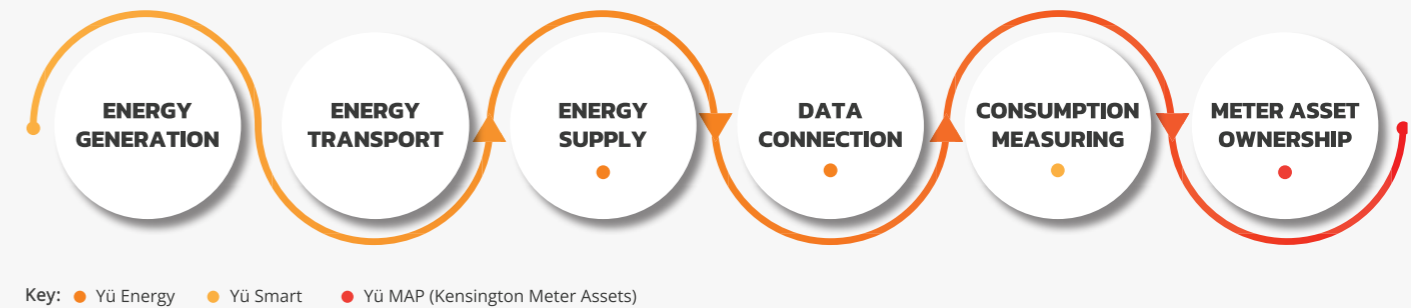 ENERGY
GENERATION
ENERGY
TRANSPORT
ENERGY
SUPPLY
DATA
CONNECTION
CONSUMPTION
MEASURING
METER ASSET
OWNERSHIP
Key: Yü Energy Yü Smart Yü MAP (Kensington Meter Assets)